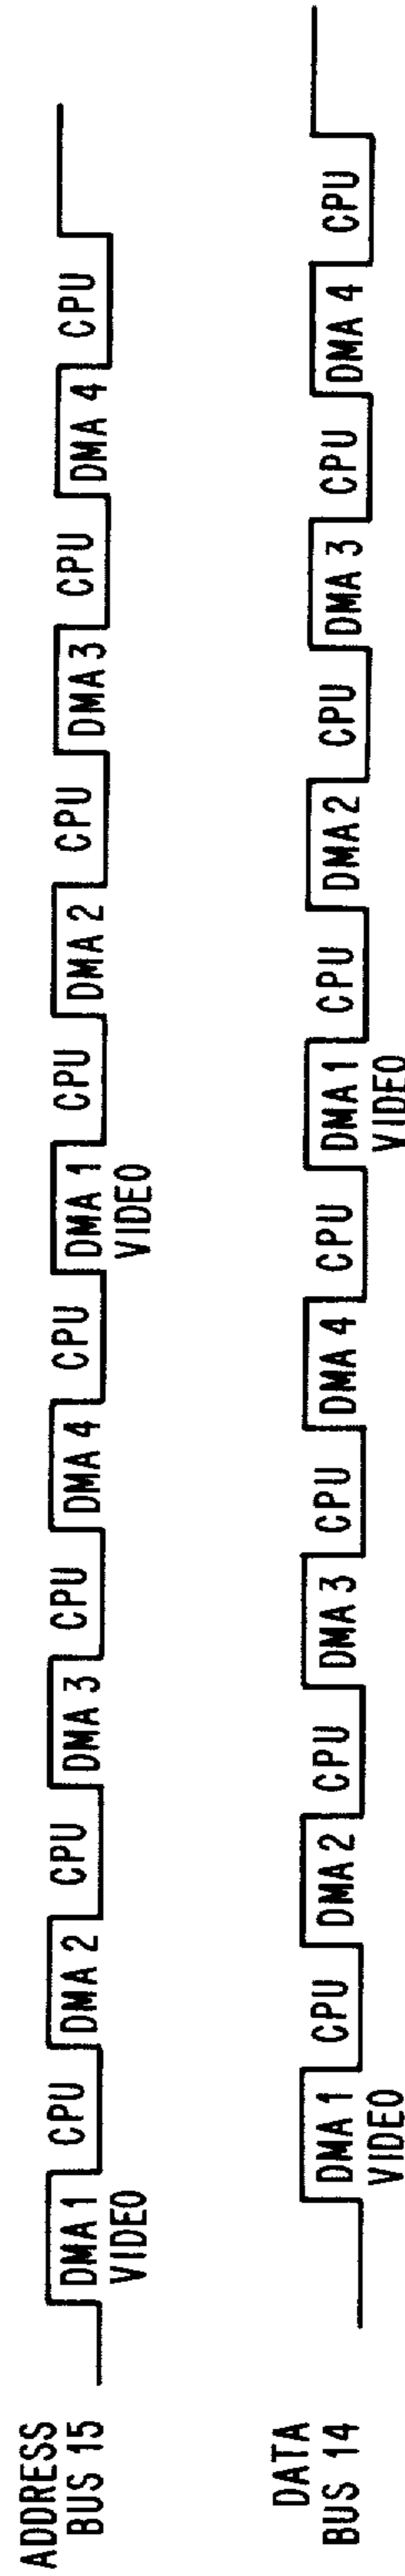 ADDRESS
BUS 15
DMA 1 CPU DMA 2 CPU DMA 3 CPU DMA 4 CPU DMA 1 CPU DMA 2 CPU DMA 3 CPU DMA 4 CPU
VIDEO VIDEO
DATA
BUS 14
DMA 1 CPU DMA 2 CPU DMA 3 CPU DMA 4 CPU DMA 1 CPU DMA 2 CPU DMA 3 CPU DMA 4 CPU
VIDEO VIDEO